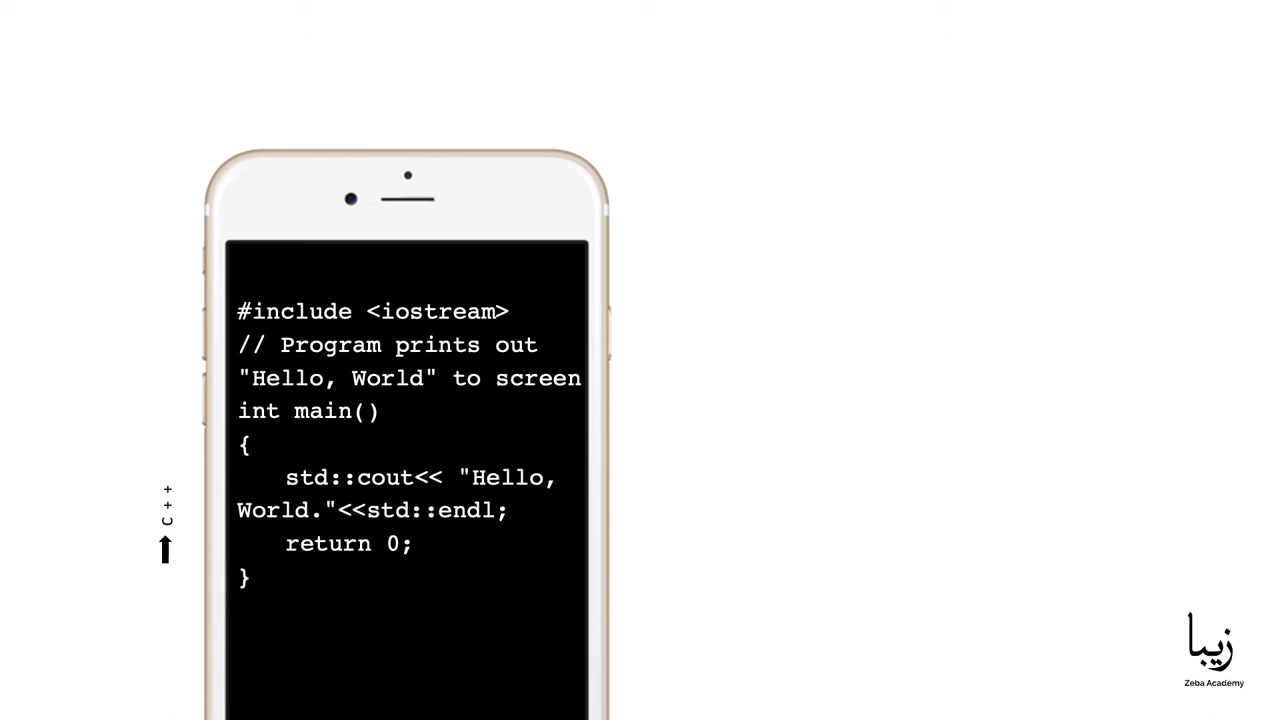 #include <iostream>
// Program prints out
"Hello, World" to screen
int main()
{
std::cout<< "Hello,
World."<<std::endl;
return 0;
}
C++
زیبا
Zeba Academy